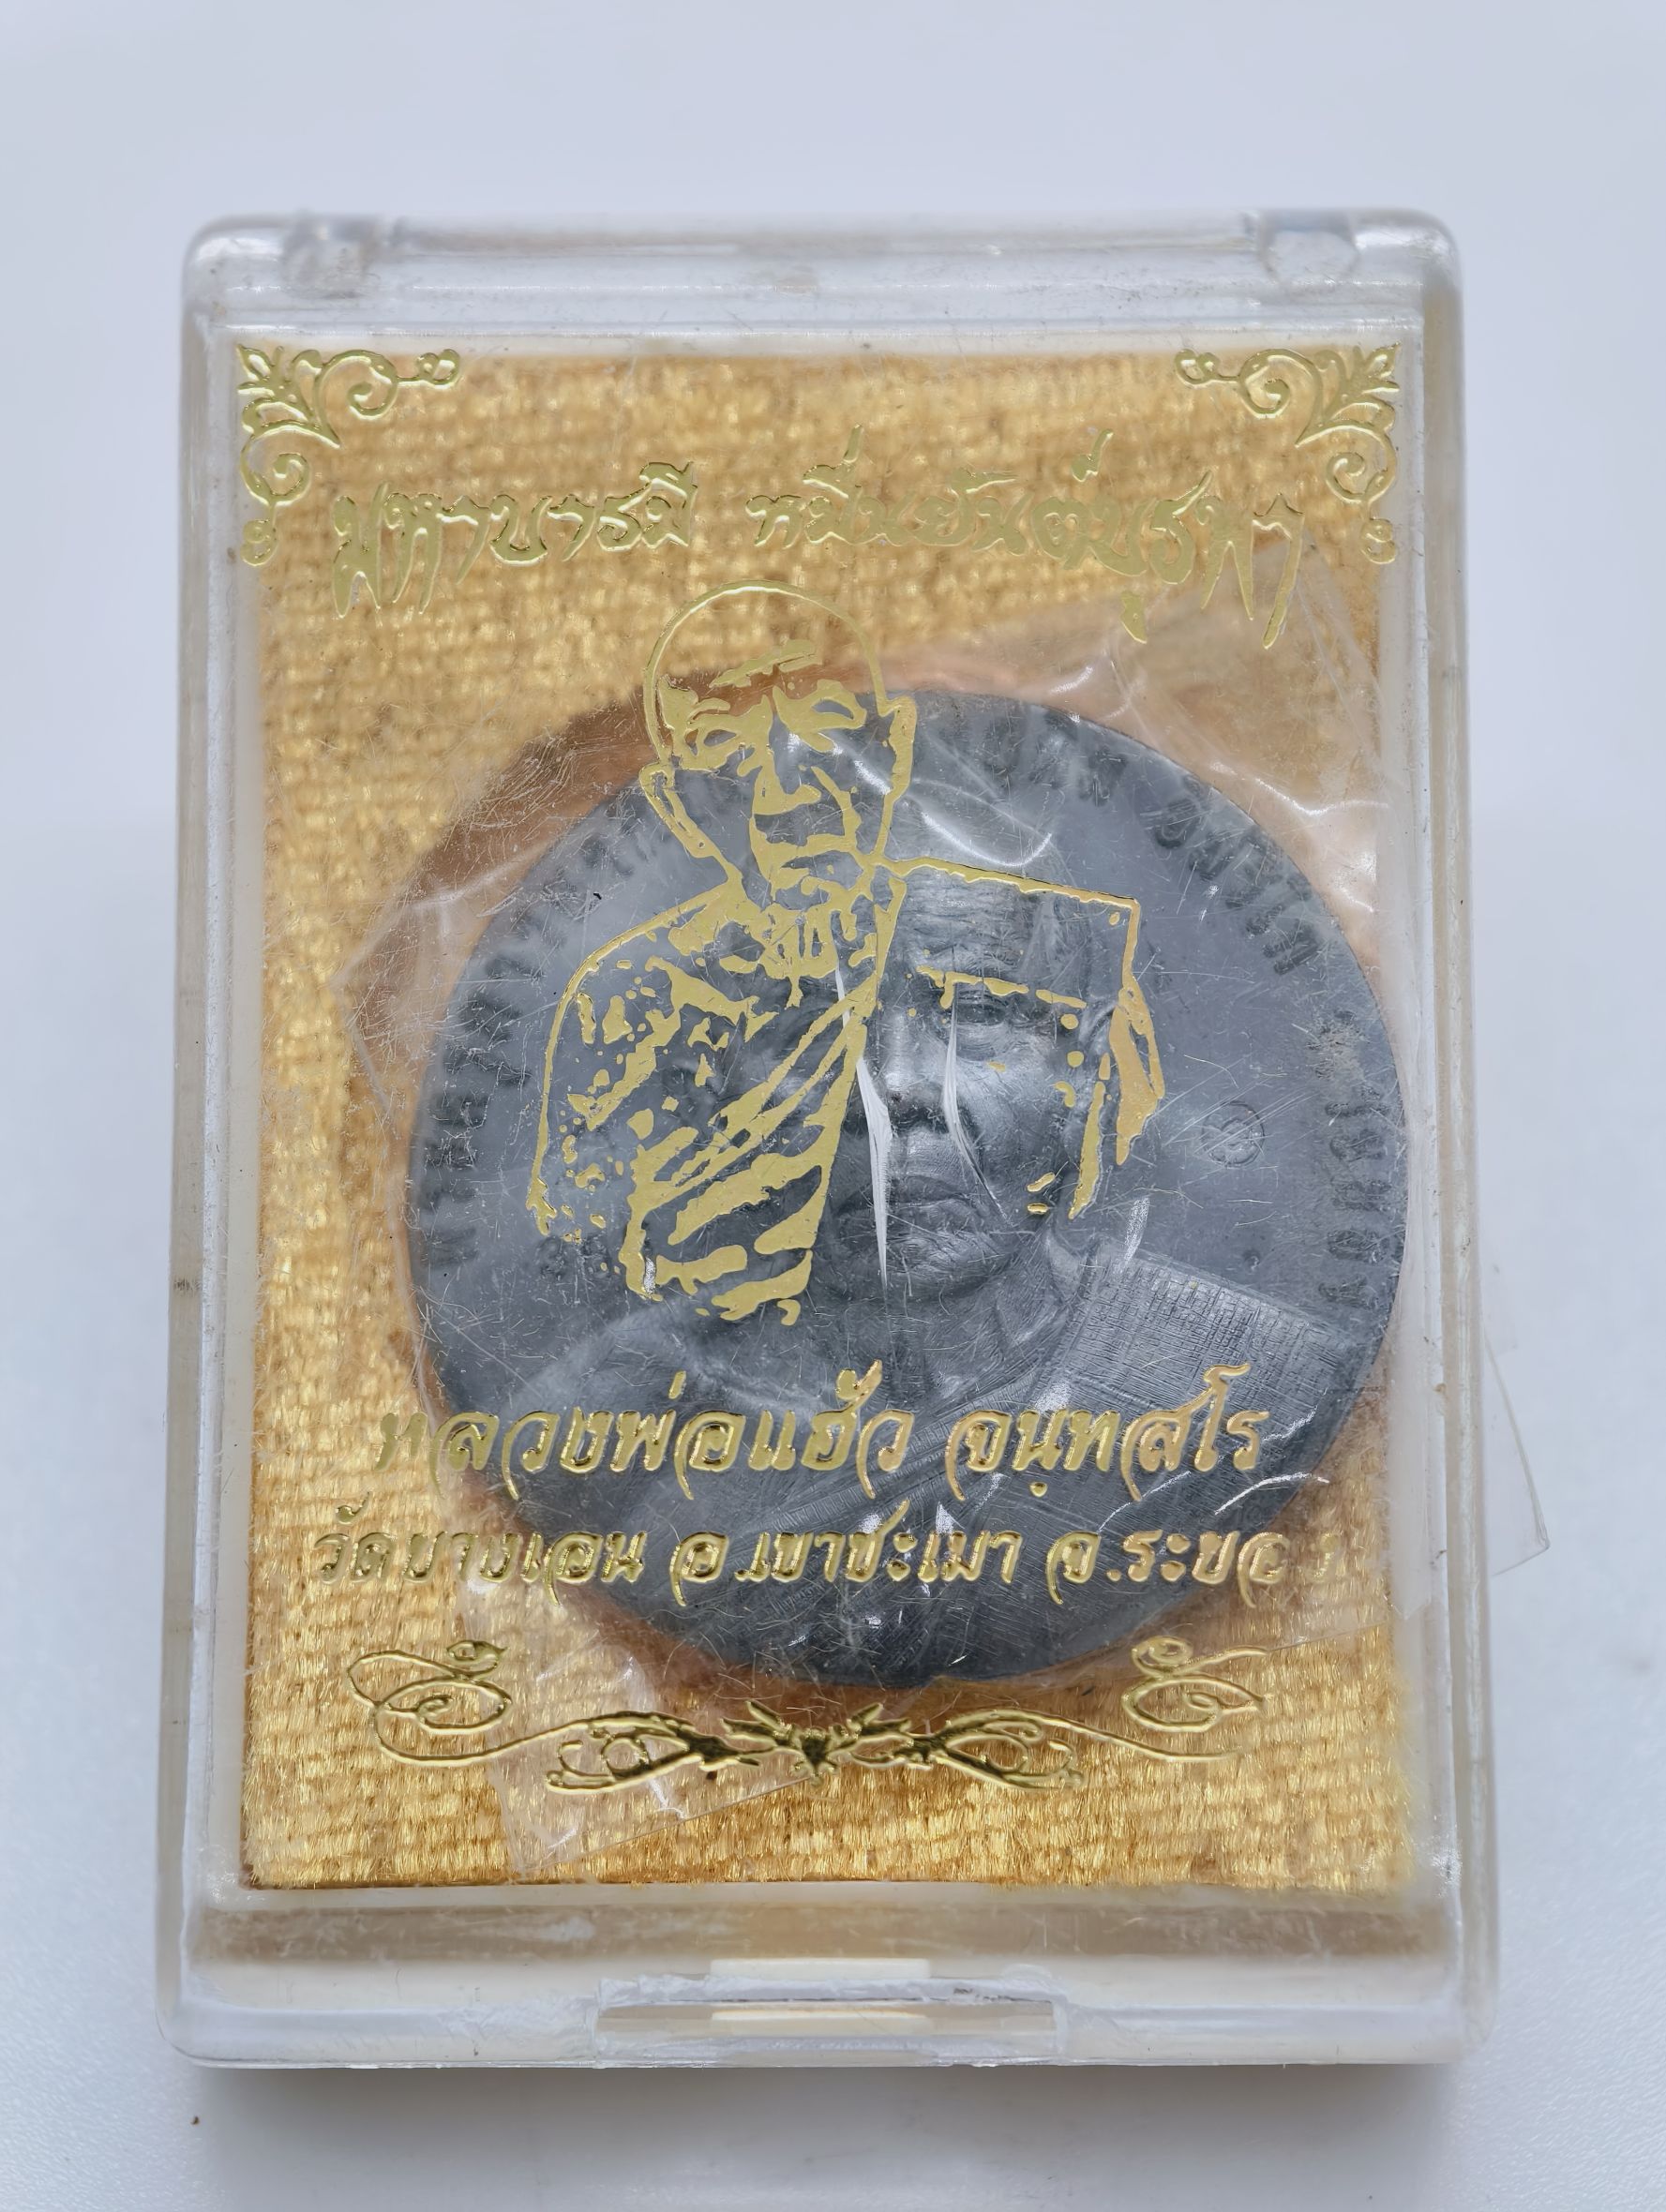 มหาบารมี หมื่นยันต์บูรพา
หลวงพ่อแฮ้ว จนฺทสโร
วัดบางเอน อ.เขาชะเมา จ.ระยอง